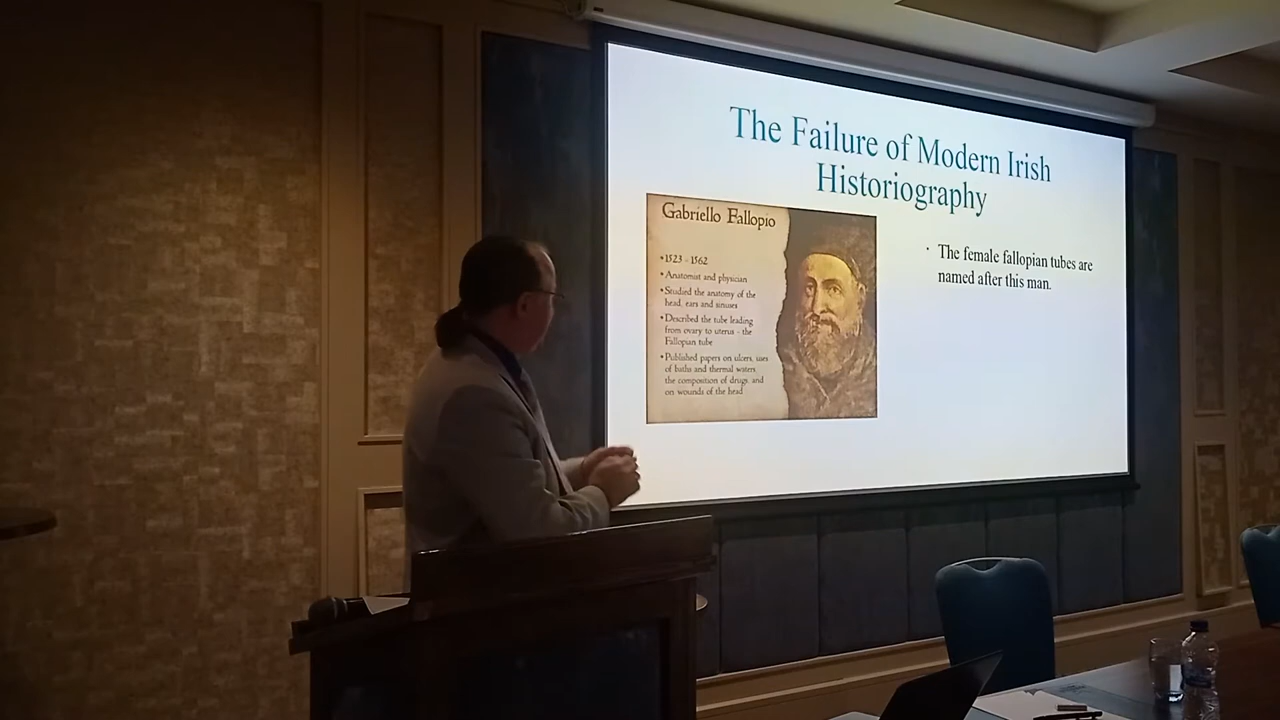 The Failure of Modern Irish
Historiography
Gabriello Fallopio
•1523 - 1562
•Anatomist and physician
•Studied the anatomy of the
head, ears and sinuses
•Described the tube leading
from ovary to uterus - the
Fallopian tube
•Published papers on ulcers, uses
of baths and thermal waters,
the composition of drugs, and
on wounds of the head
• The female fallopian tubes are
named after this man.